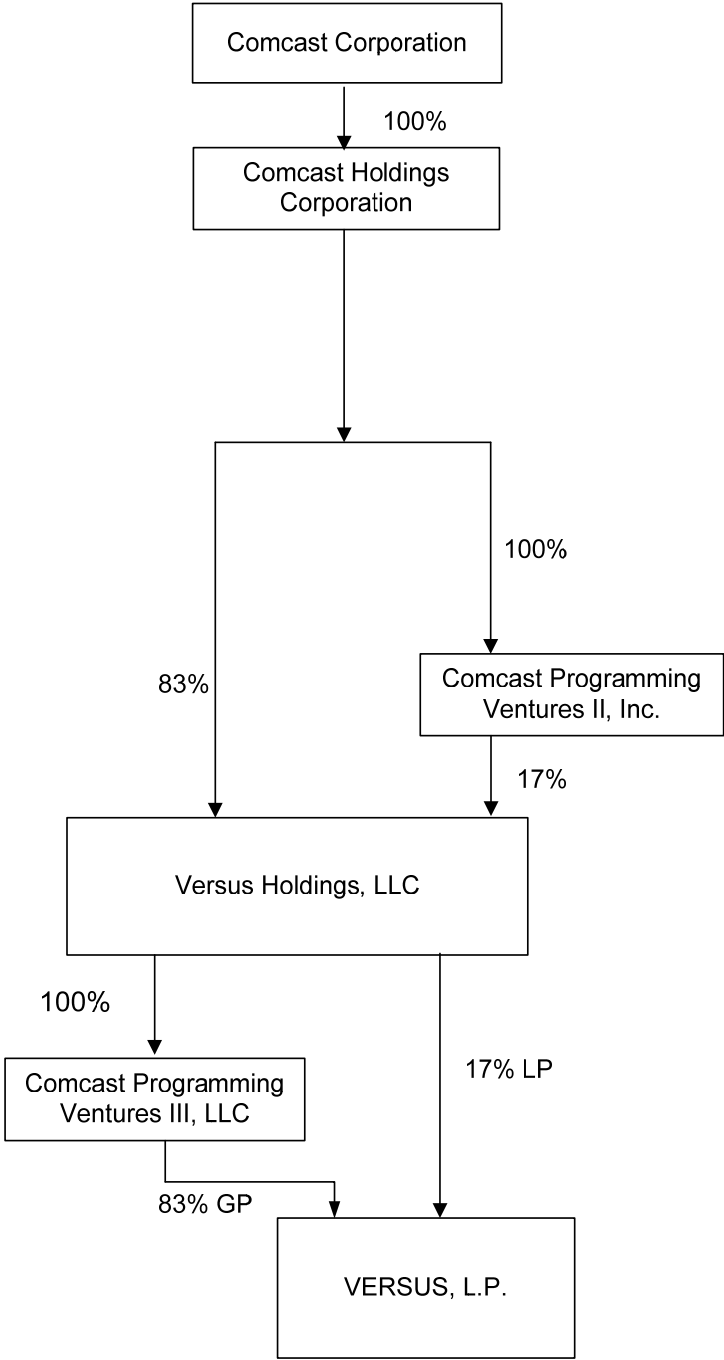 Comcast Corporation
100%
Comcast Holdings
Corporation
100%
83%
Comcast Programming
Ventures II, Inc.
17%
Versus Holdings, LLC
100%
Comcast Programming
Ventures III, LLC
17% LP
83% GP
VERSUS, L.P.